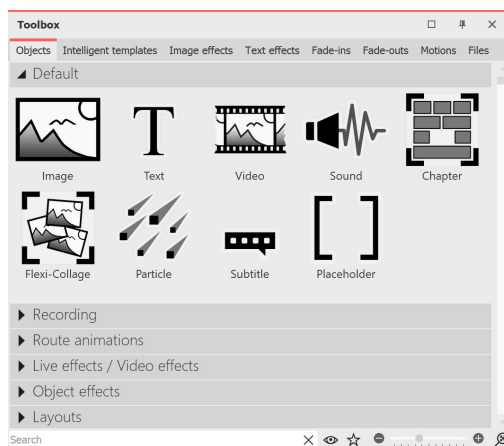 Toolbox
Objects Intelligent templates Image effects Text effects Fade-ins Fade-outs Motions Files
Default
Image Text Video Sound Chapter
Flexi-Collage Particle Subtitle Placeholder
Recording
Route animations
Live effects / Video effects
Object effects
Layouts
Search